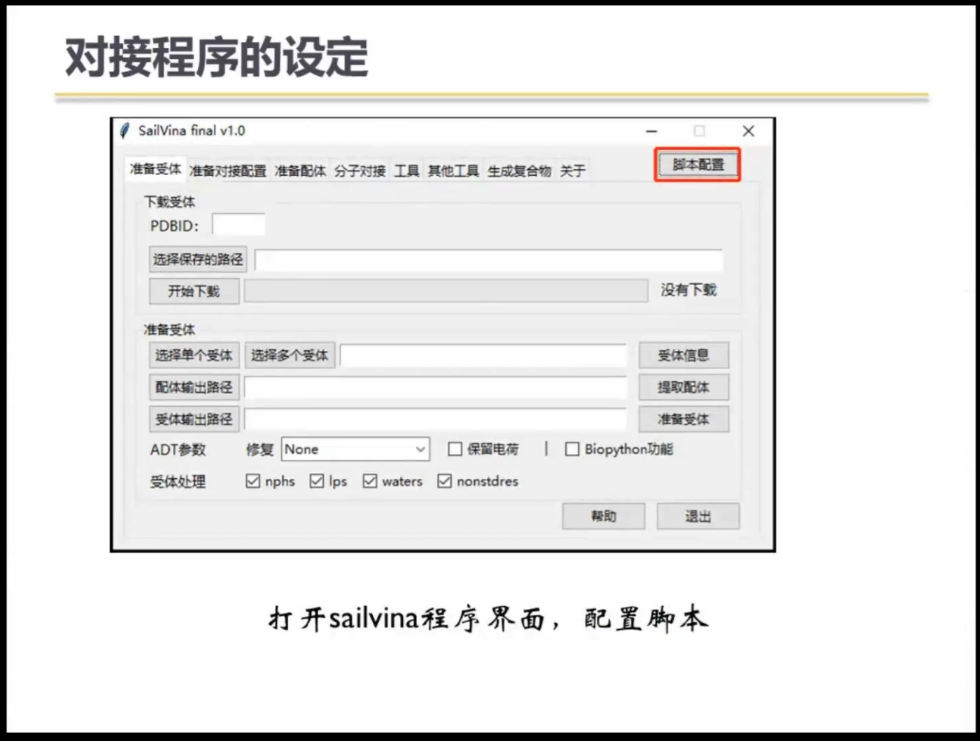 对接程序的设定
SailVina final v1.0
准备受体 准备对接配置 准备配体 分子对接 工具 其他工具 生成复合物 关于 脚本配置
下载受体
PDBID:
选择保存的路径
开始下载 没有下载
准备受体
选择单个受体 选择多个受体 受体信息
配体输出路径 提取配体
受体输出路径 准备受体
ADT参数 修复 None 保留电荷 | Biopython功能
受体处理 nphs lps waters nonstdres
帮助 退出
打开sailvina程序界面，配置脚本